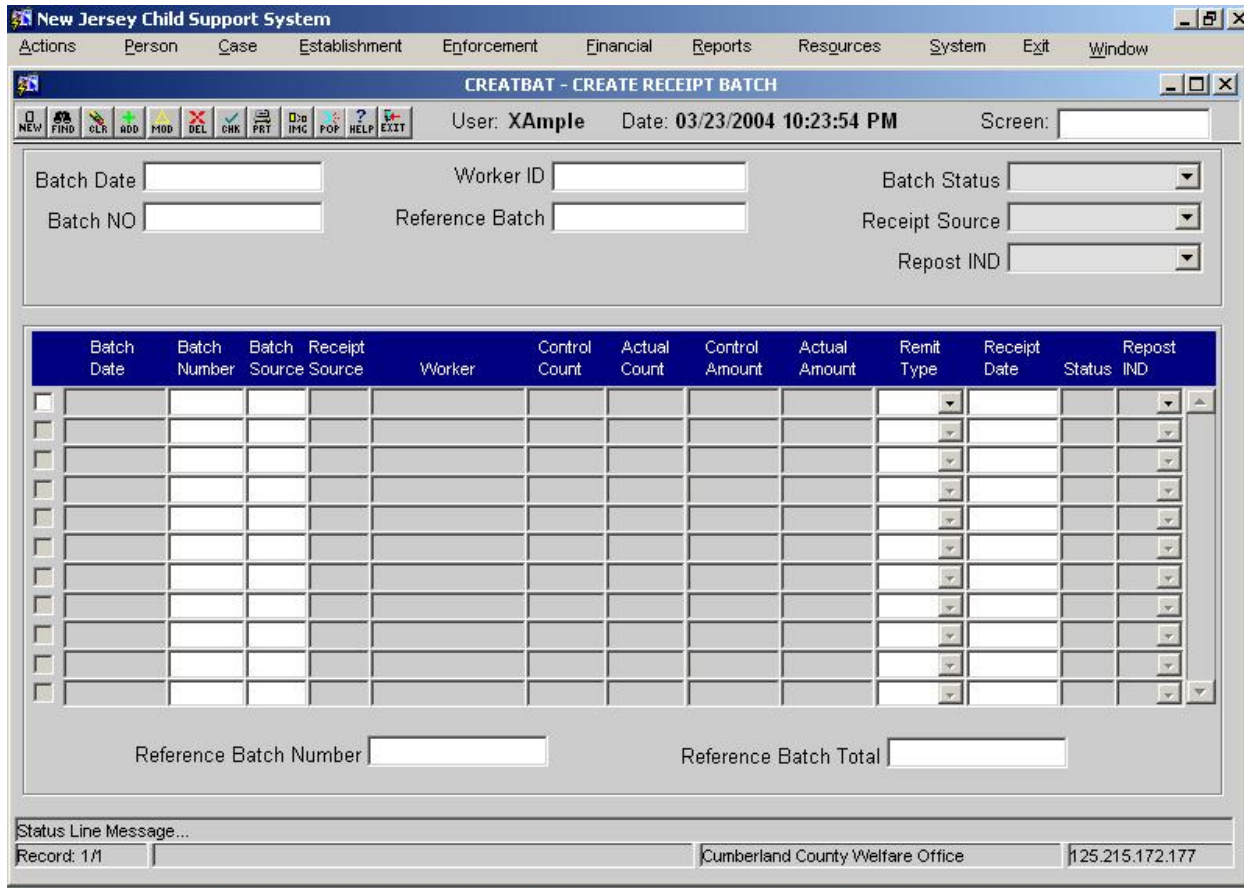 New Jersey Child Support System
Actions Person Case Establishment Enforcement Financial Reports Resources System Exit Window
CREATBAT - CREATE RECEIPT BATCH
NEW FIND CLR ADD MOD DEL CHK PRT IMG POP HELP EXIT User: XAmple Date: 03/23/2004 10:23:54 PM Screen:
Batch Date Worker ID Batch Status
Batch NO Reference Batch Receipt Source
Repost IND
Batch Batch Batch Receipt Control Actual Control Actual Remit Receipt Repost
Date Number Source Source Worker Count Count Amount Amount Type Date Status IND
Reference Batch Number Reference Batch Total
Status Line Message...
Record: 1/1 Cumberland County Welfare Office 125.215.172.177